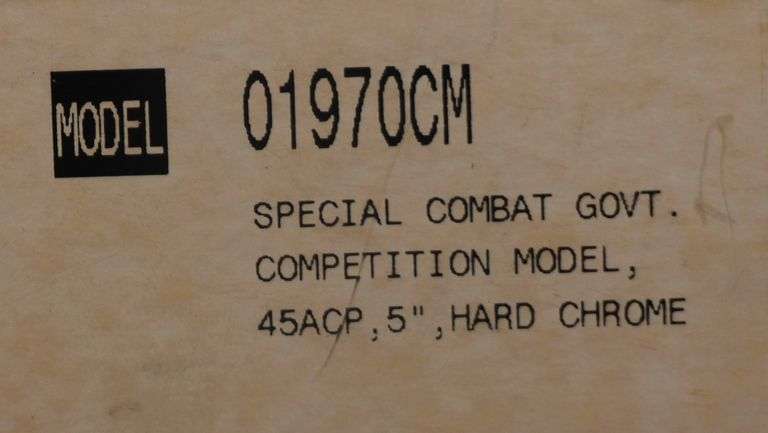 MODEL 01970CM
SPECIAL COMBAT GOVT.
COMPETITION MODEL,
45ACP,5",HARD CHROME